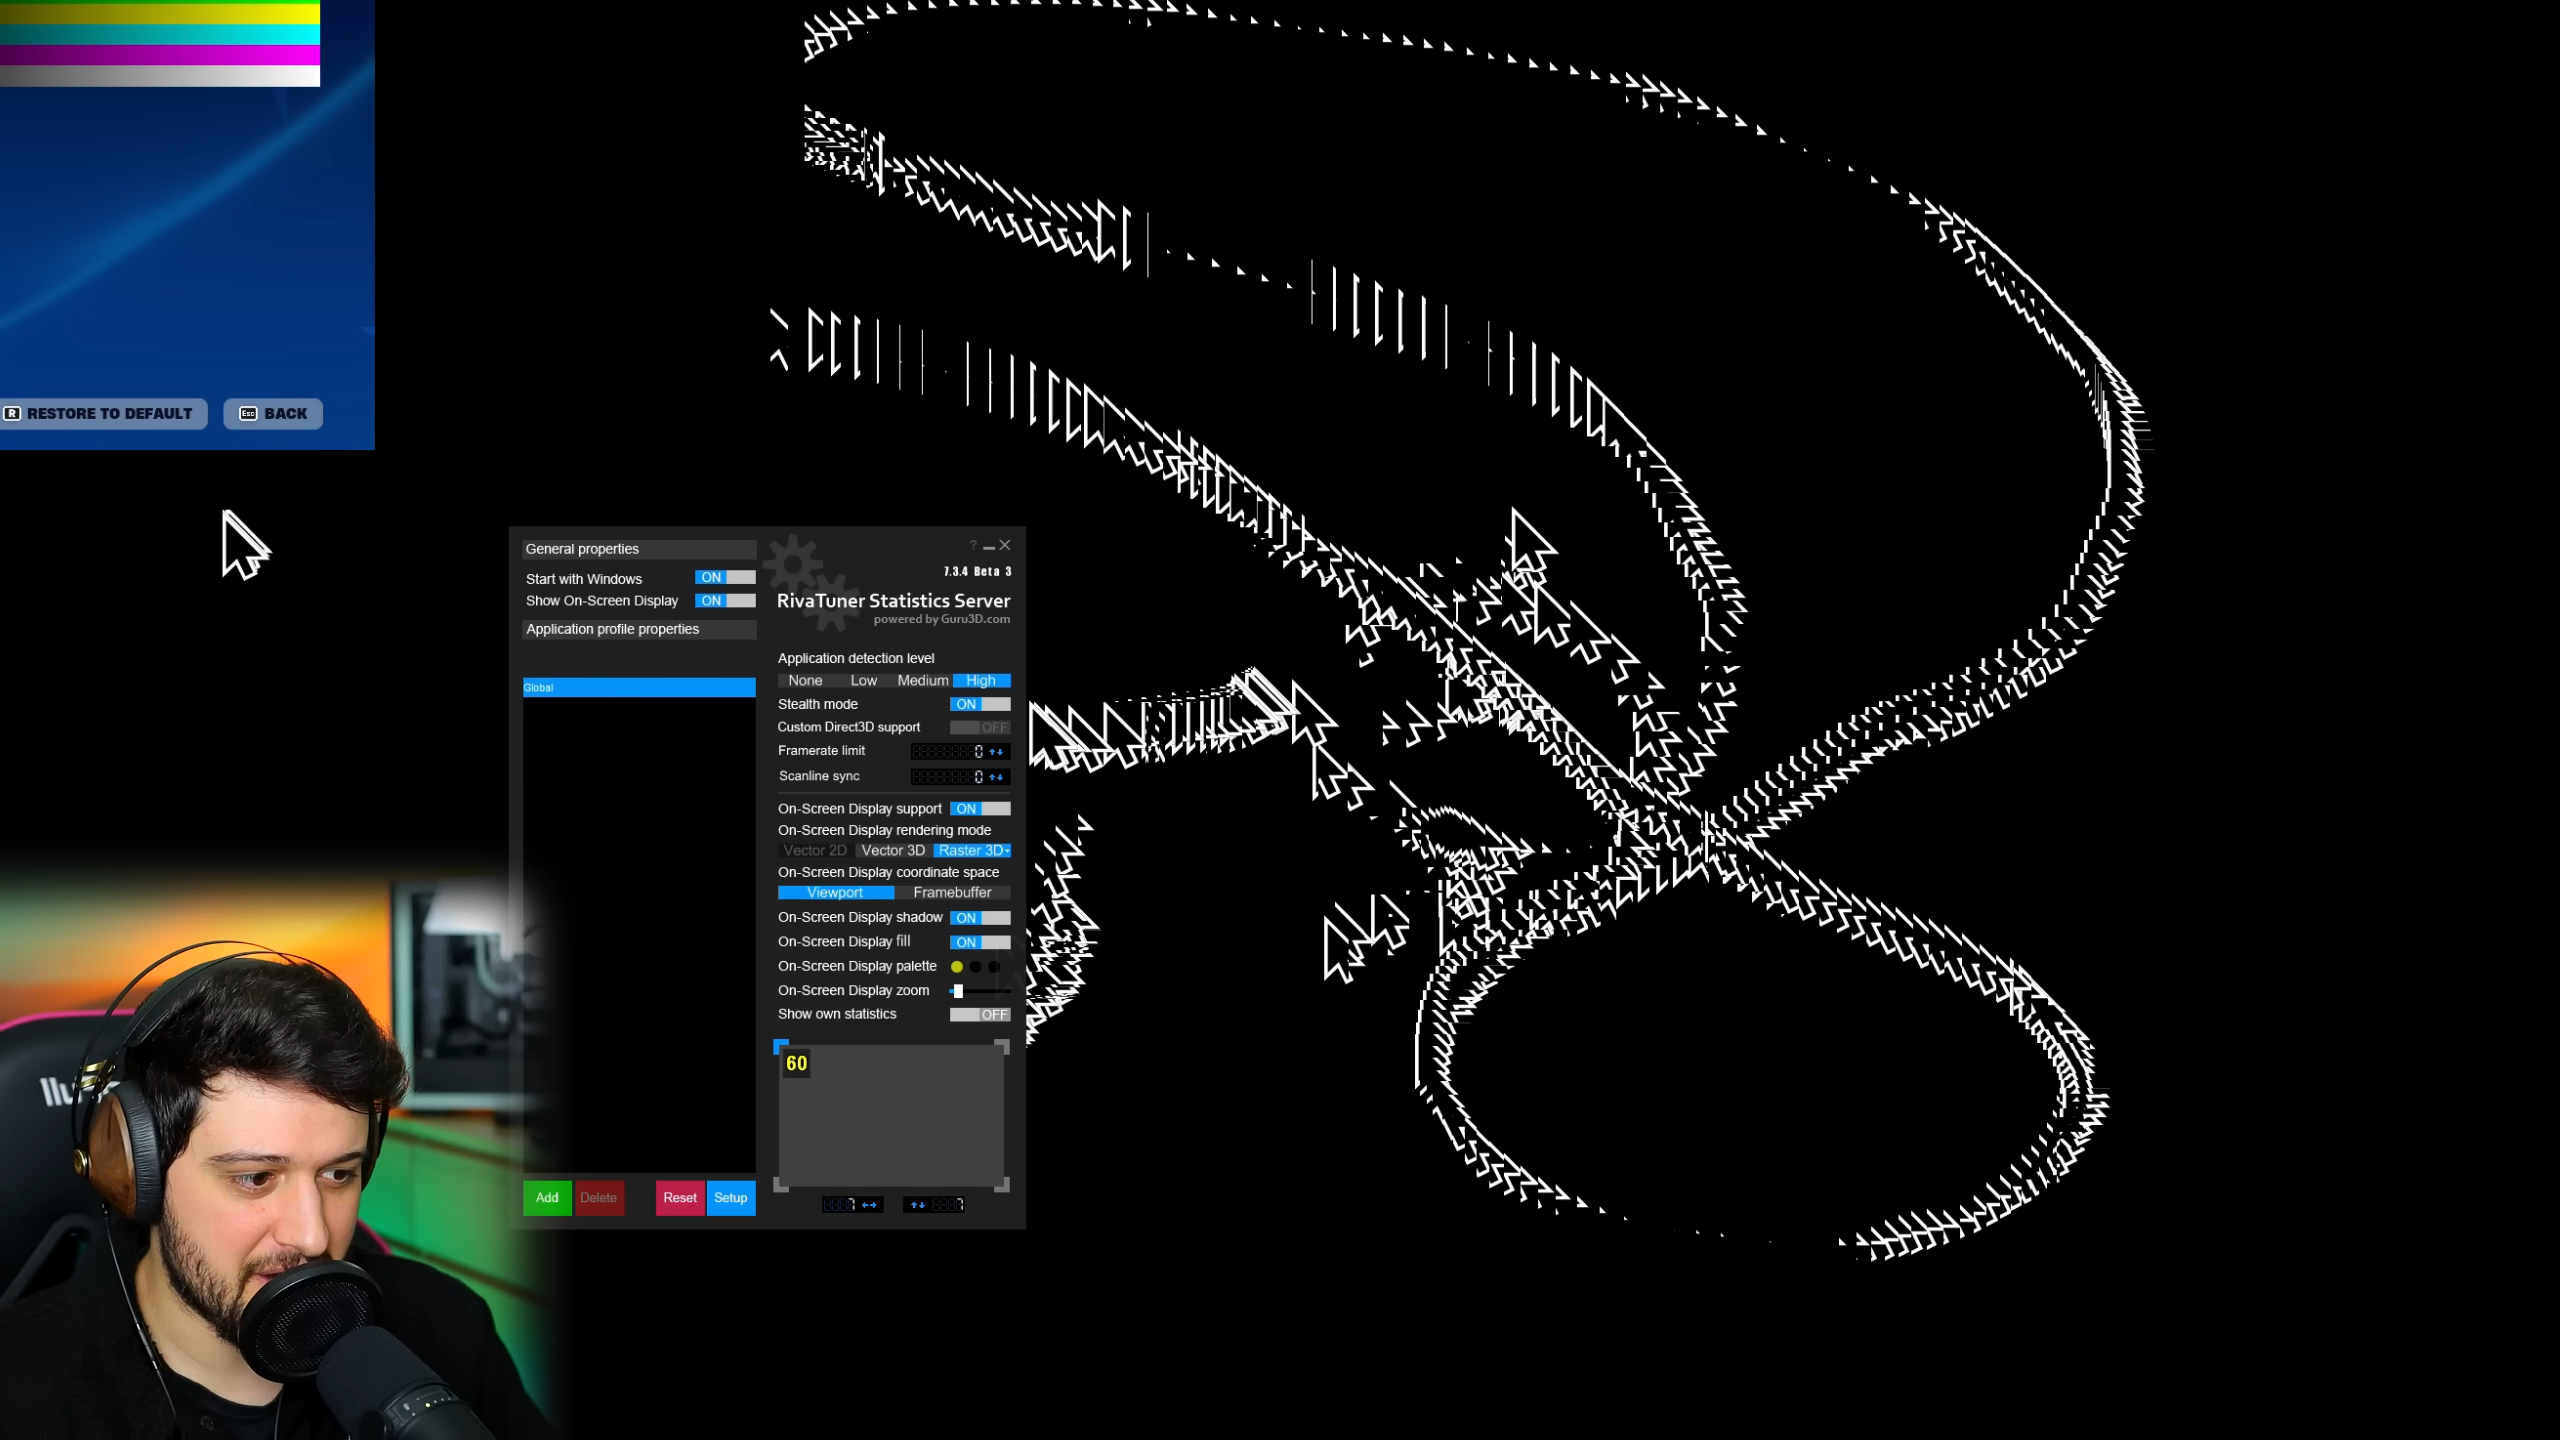 R RESTORE TO DEFAULT
Esc BACK
General properties
Start with Windows ON
Show On-Screen Display ON
Application profile properties
Global
Add Delete Reset Setup
?
7.3.4 Beta 3
RivaTuner Statistics Server
powered by Guru3D.com
Application detection level
None Low Medium High
Stealth mode ON
Custom Direct3D support OFF
Framerate limit 0
Scanline sync 0
On-Screen Display support ON
On-Screen Display rendering mode
Vector 2D Vector 3D Raster 3D
On-Screen Display coordinate space
Viewport Framebuffer
On-Screen Display shadow ON
On-Screen Display fill ON
On-Screen Display palette
On-Screen Display zoom
Show own statistics OFF
60